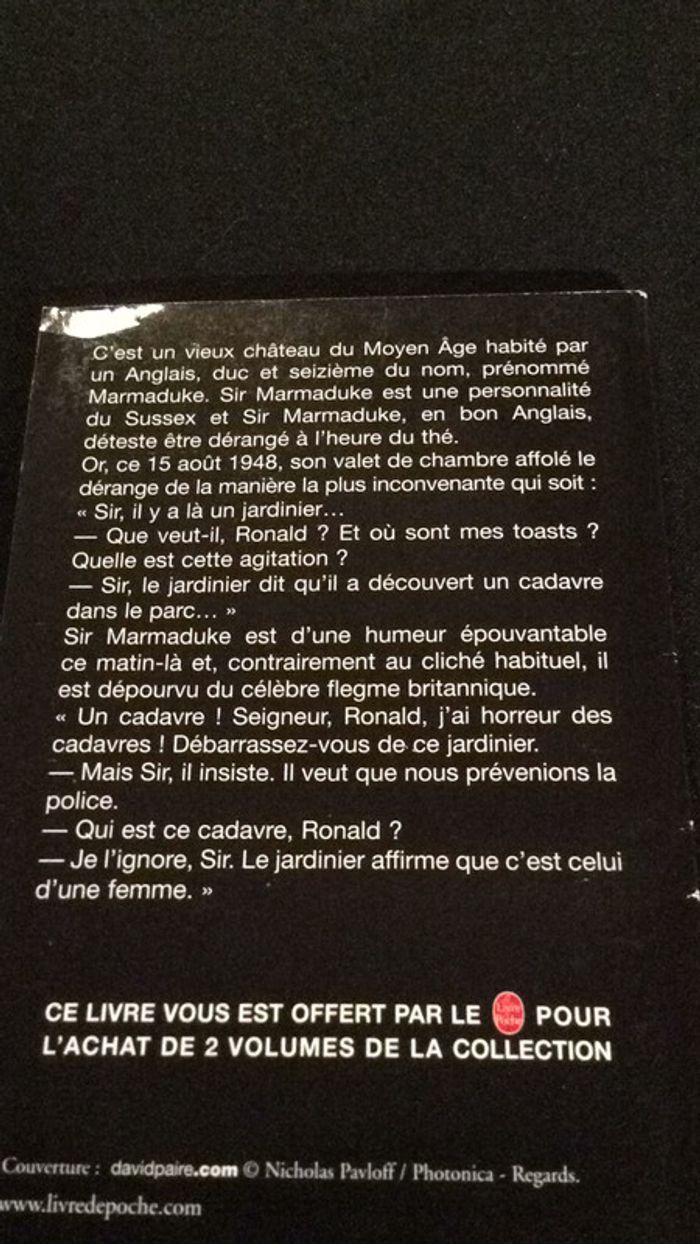 C'est un vieux château du Moyen Âge habité par
un Anglais, duc et seizième du nom, prénommé
Marmaduke. Sir Marmaduke est une personnalité
du Sussex et Sir Marmaduke, en bon Anglais,
déteste être dérangé à l'heure du thé.
Or, ce 15 août 1948, son valet de chambre affolé le
dérange de la manière la plus inconvenante qui soit :
« Sir, il y a là un jardinier…
— Que veut-il, Ronald ? Et où sont mes toasts ?
Quelle est cette agitation ?
— Sir, le jardinier dit qu'il a découvert un cadavre
dans le parc… »
Sir Marmaduke est d'une humeur épouvantable
ce matin-là et, contrairement au cliché habituel, il
est dépourvu du célèbre flegme britannique.
« Un cadavre ! Seigneur, Ronald, j'ai horreur des
cadavres ! Débarrassez-vous de ce jardinier.
— Mais Sir, il insiste. Il veut que nous prévenions la
police.
— Qui est ce cadavre, Ronald ?
— Je l'ignore, Sir. Le jardinier affirme que c'est celui
d'une femme. »
CE LIVRE VOUS EST OFFERT PAR LE Le Livre de Poche POUR
L'ACHAT DE 2 VOLUMES DE LA COLLECTION
Couverture : davidpaire.com © Nicholas Pavloff / Photonica - Regards.
www.livredepoche.com